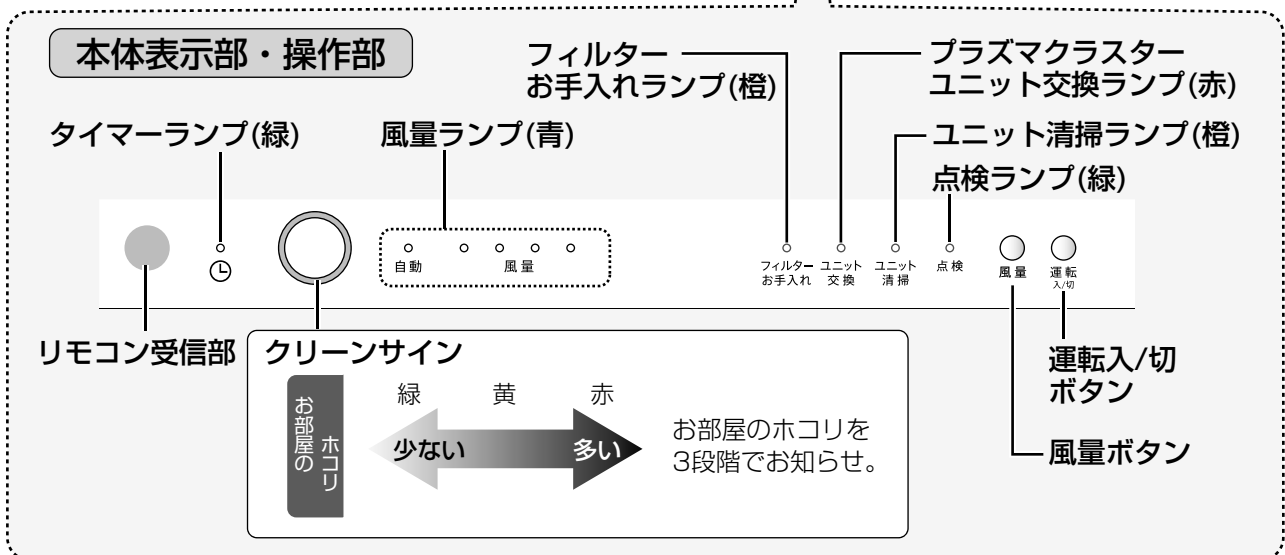 本体表示部・操作部
フィルター
お手入れランプ(橙)
プラズマクラスター
ユニット交換ランプ(赤)
タイマーランプ(緑)
風量ランプ(青)
ユニット清掃ランプ(橙)
点検ランプ(緑)
自動
風量
フィルター
お手入れ
ユニット
交換
ユニット
清掃
点検
風量
運転
入/切
リモコン受信部
クリーンサイン
お部屋の
ホコリ
緑
黄
赤
少ない
多い
お部屋のホコリを
3段階でお知らせ。
運転入/切
ボタン
風量ボタン